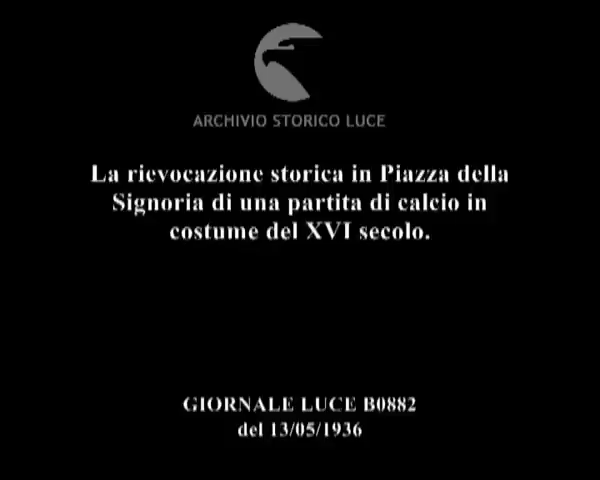 ARCHIVIO STORICO LUCE
La rievocazione storica in Piazza della
Signoria di una partita di calcio in
costume del XVI secolo.
GIORNALE LUCE B0882
del 13/05/1936